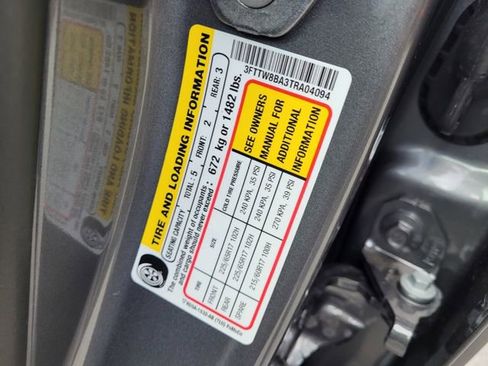 3FTTW8BA3TRA04094
TIRE AND LOADING INFORMATION
SEATING CAPACITY TOTAL: 5 FRONT: 2 REAR: 3
The combined weight of occupants and cargo should never exceed: 672 kg or 1482 lbs.
TIRE SIZE COLD TIRE PRESSURE
FRONT 225/65R17 102H 240 KPA, 35 PSI
REAR 225/65R17 102H 240 KPA, 35 PSI
SPARE 215/65R17 100H 270 KPA, 39 PSI
SEE OWNERS
MANUAL FOR
ADDITIONAL
INFORMATION